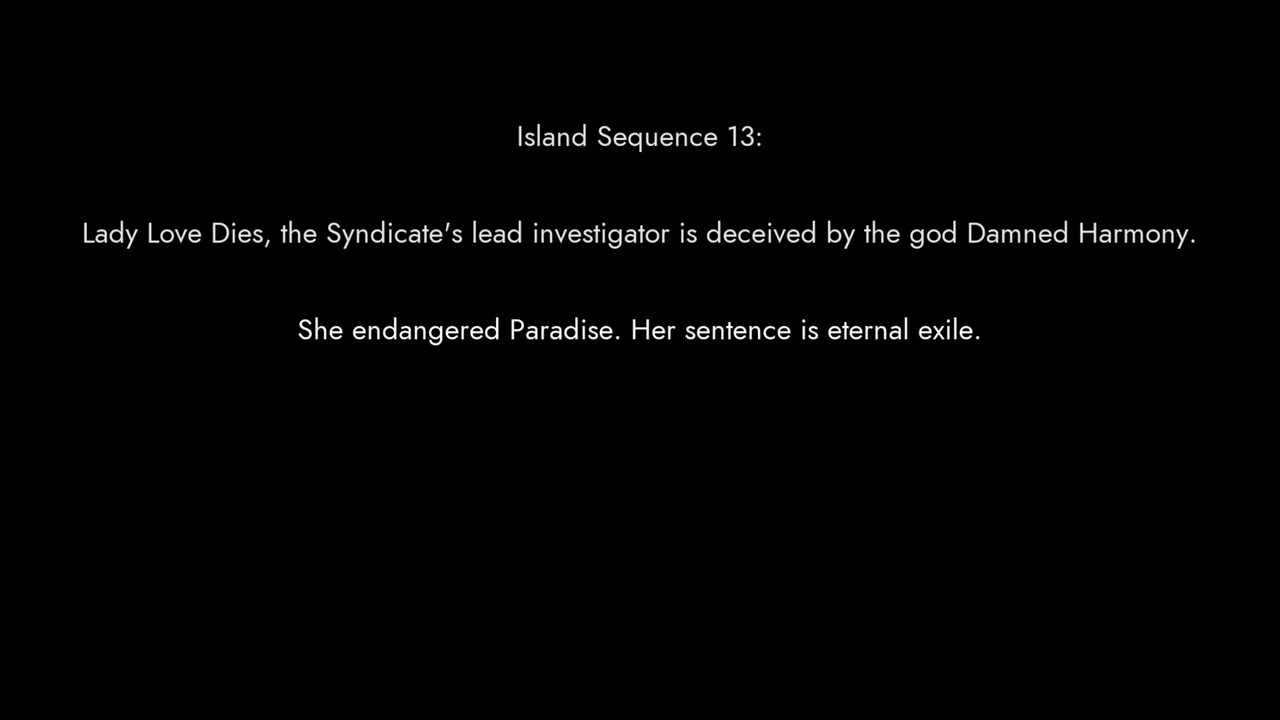 Island Sequence 13:
Lady Love Dies, the Syndicate's lead investigator is deceived by the god Damned Harmony.
She endangered Paradise. Her sentence is eternal exile.